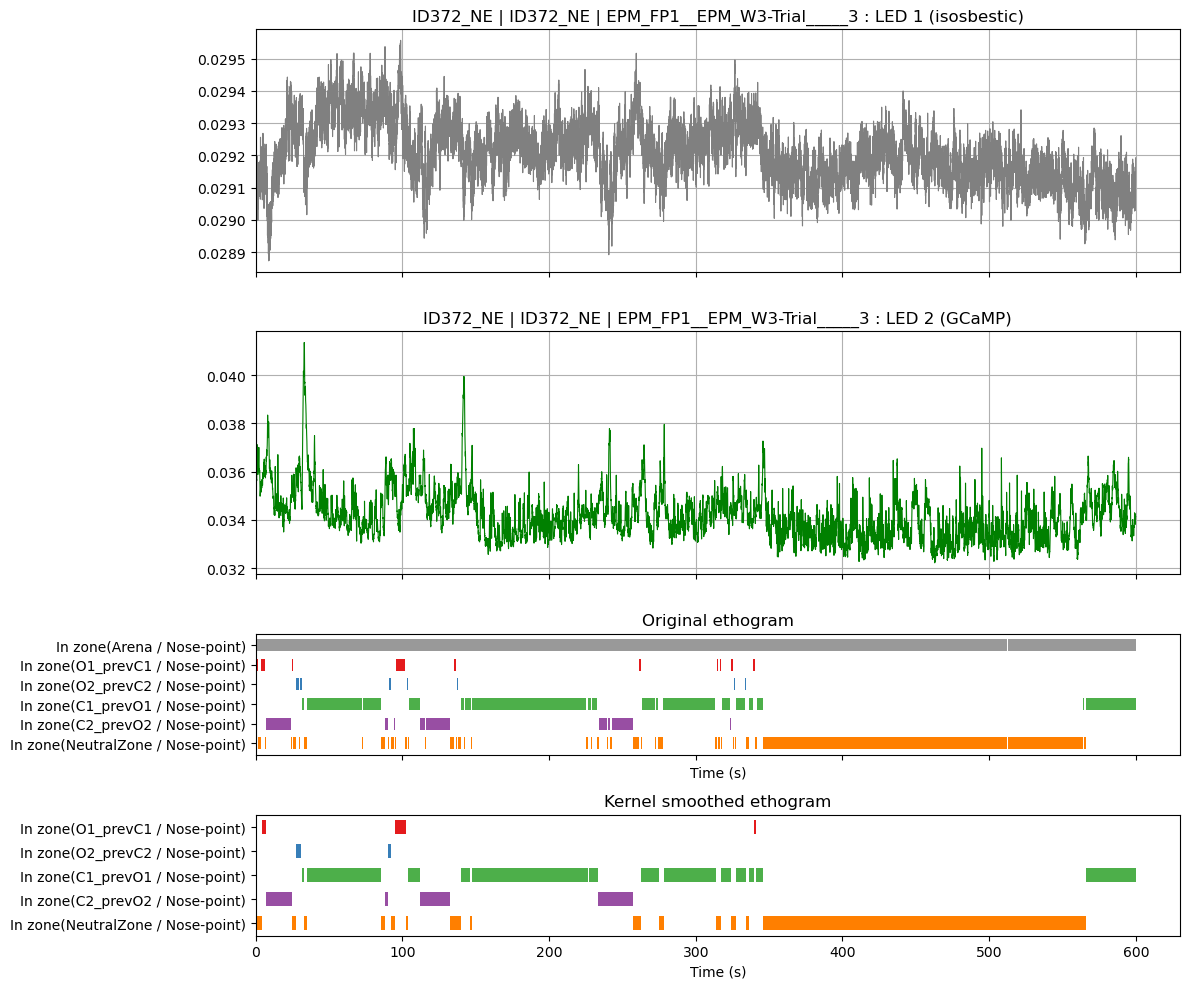 ID372_NE | ID372_NE | EPM_FP1__EPM_W3-Trial_____3 : LED 1 (isosbestic)
0.0295
0.0294
0.0293
0.0292
0.0291
0.0290
0.0289
ID372_NE | ID372_NE | EPM_FP1__EPM_W3-Trial_____3 : LED 2 (GCaMP)
0.040
0.038
0.036
0.034
0.032
Original ethogram
In zone(Arena / Nose-point)
In zone(O1_prevC1 / Nose-point)
In zone(O2_prevC2 / Nose-point)
In zone(C1_prevO1 / Nose-point)
In zone(C2_prevO2 / Nose-point)
In zone(NeutralZone / Nose-point)
Time (s)
Kernel smoothed ethogram
In zone(O1_prevC1 / Nose-point)
In zone(O2_prevC2 / Nose-point)
In zone(C1_prevO1 / Nose-point)
In zone(C2_prevO2 / Nose-point)
In zone(NeutralZone / Nose-point)
0 100 200 300 400 500 600
Time (s)